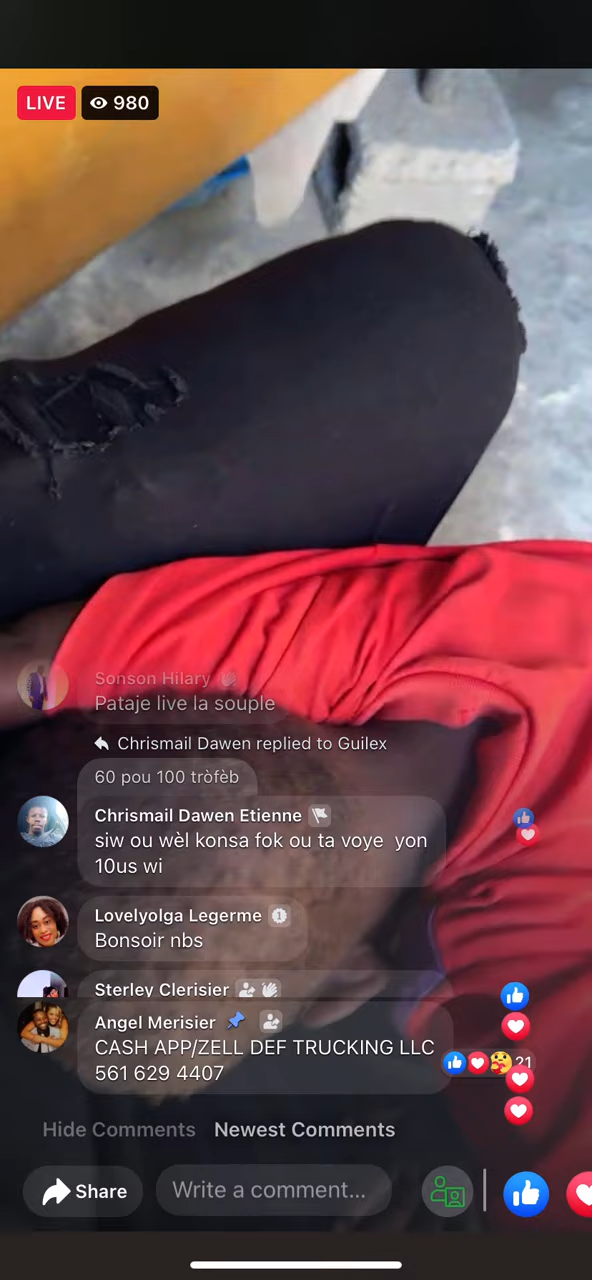 LIVE
980
Sonson Hilary
Pataje live la souple
Chrismail Dawen replied to Guilex
60 pou 100 tròfèb
Chrismail Dawen Etienne
siw ou wèl konsa fok ou ta voye yon
10us wi
Lovelyolga Legerme
Bonsoir nbs
Sterley Clerisier
Angel Merisier
CASH APP/ZELL DEF TRUCKING LLC
561 629 4407
21
Hide Comments Newest Comments
Share
Write a comment...